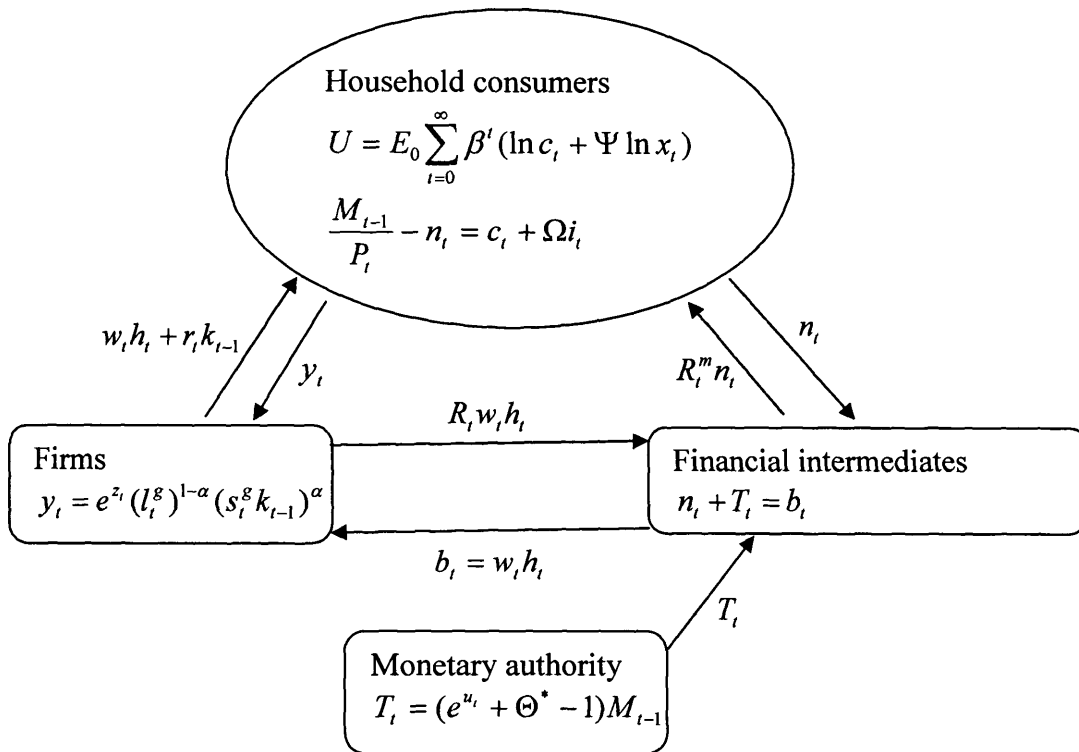 Household consumers
U = E_0 \sum_{t=0}^{\infty} \beta^t (\ln c_t + \Psi \ln x_t)
\frac{M_{t-1}}{P_t} - n_t = c_t + \Omega i_t
w_t h_t + r_t k_{t-1}
y_t
R_t^m n_t
n_t
R_t w_t h_t
Firms
y_t = e^{z_t} (l_t^g)^{1-\alpha} (s_t^g k_{t-1})^{\alpha}
Financial intermediates
n_t + T_t = b_t
b_t = w_t h_t
T_t
Monetary authority
T_t = (e^{u_t} + \Theta^* - 1) M_{t-1}